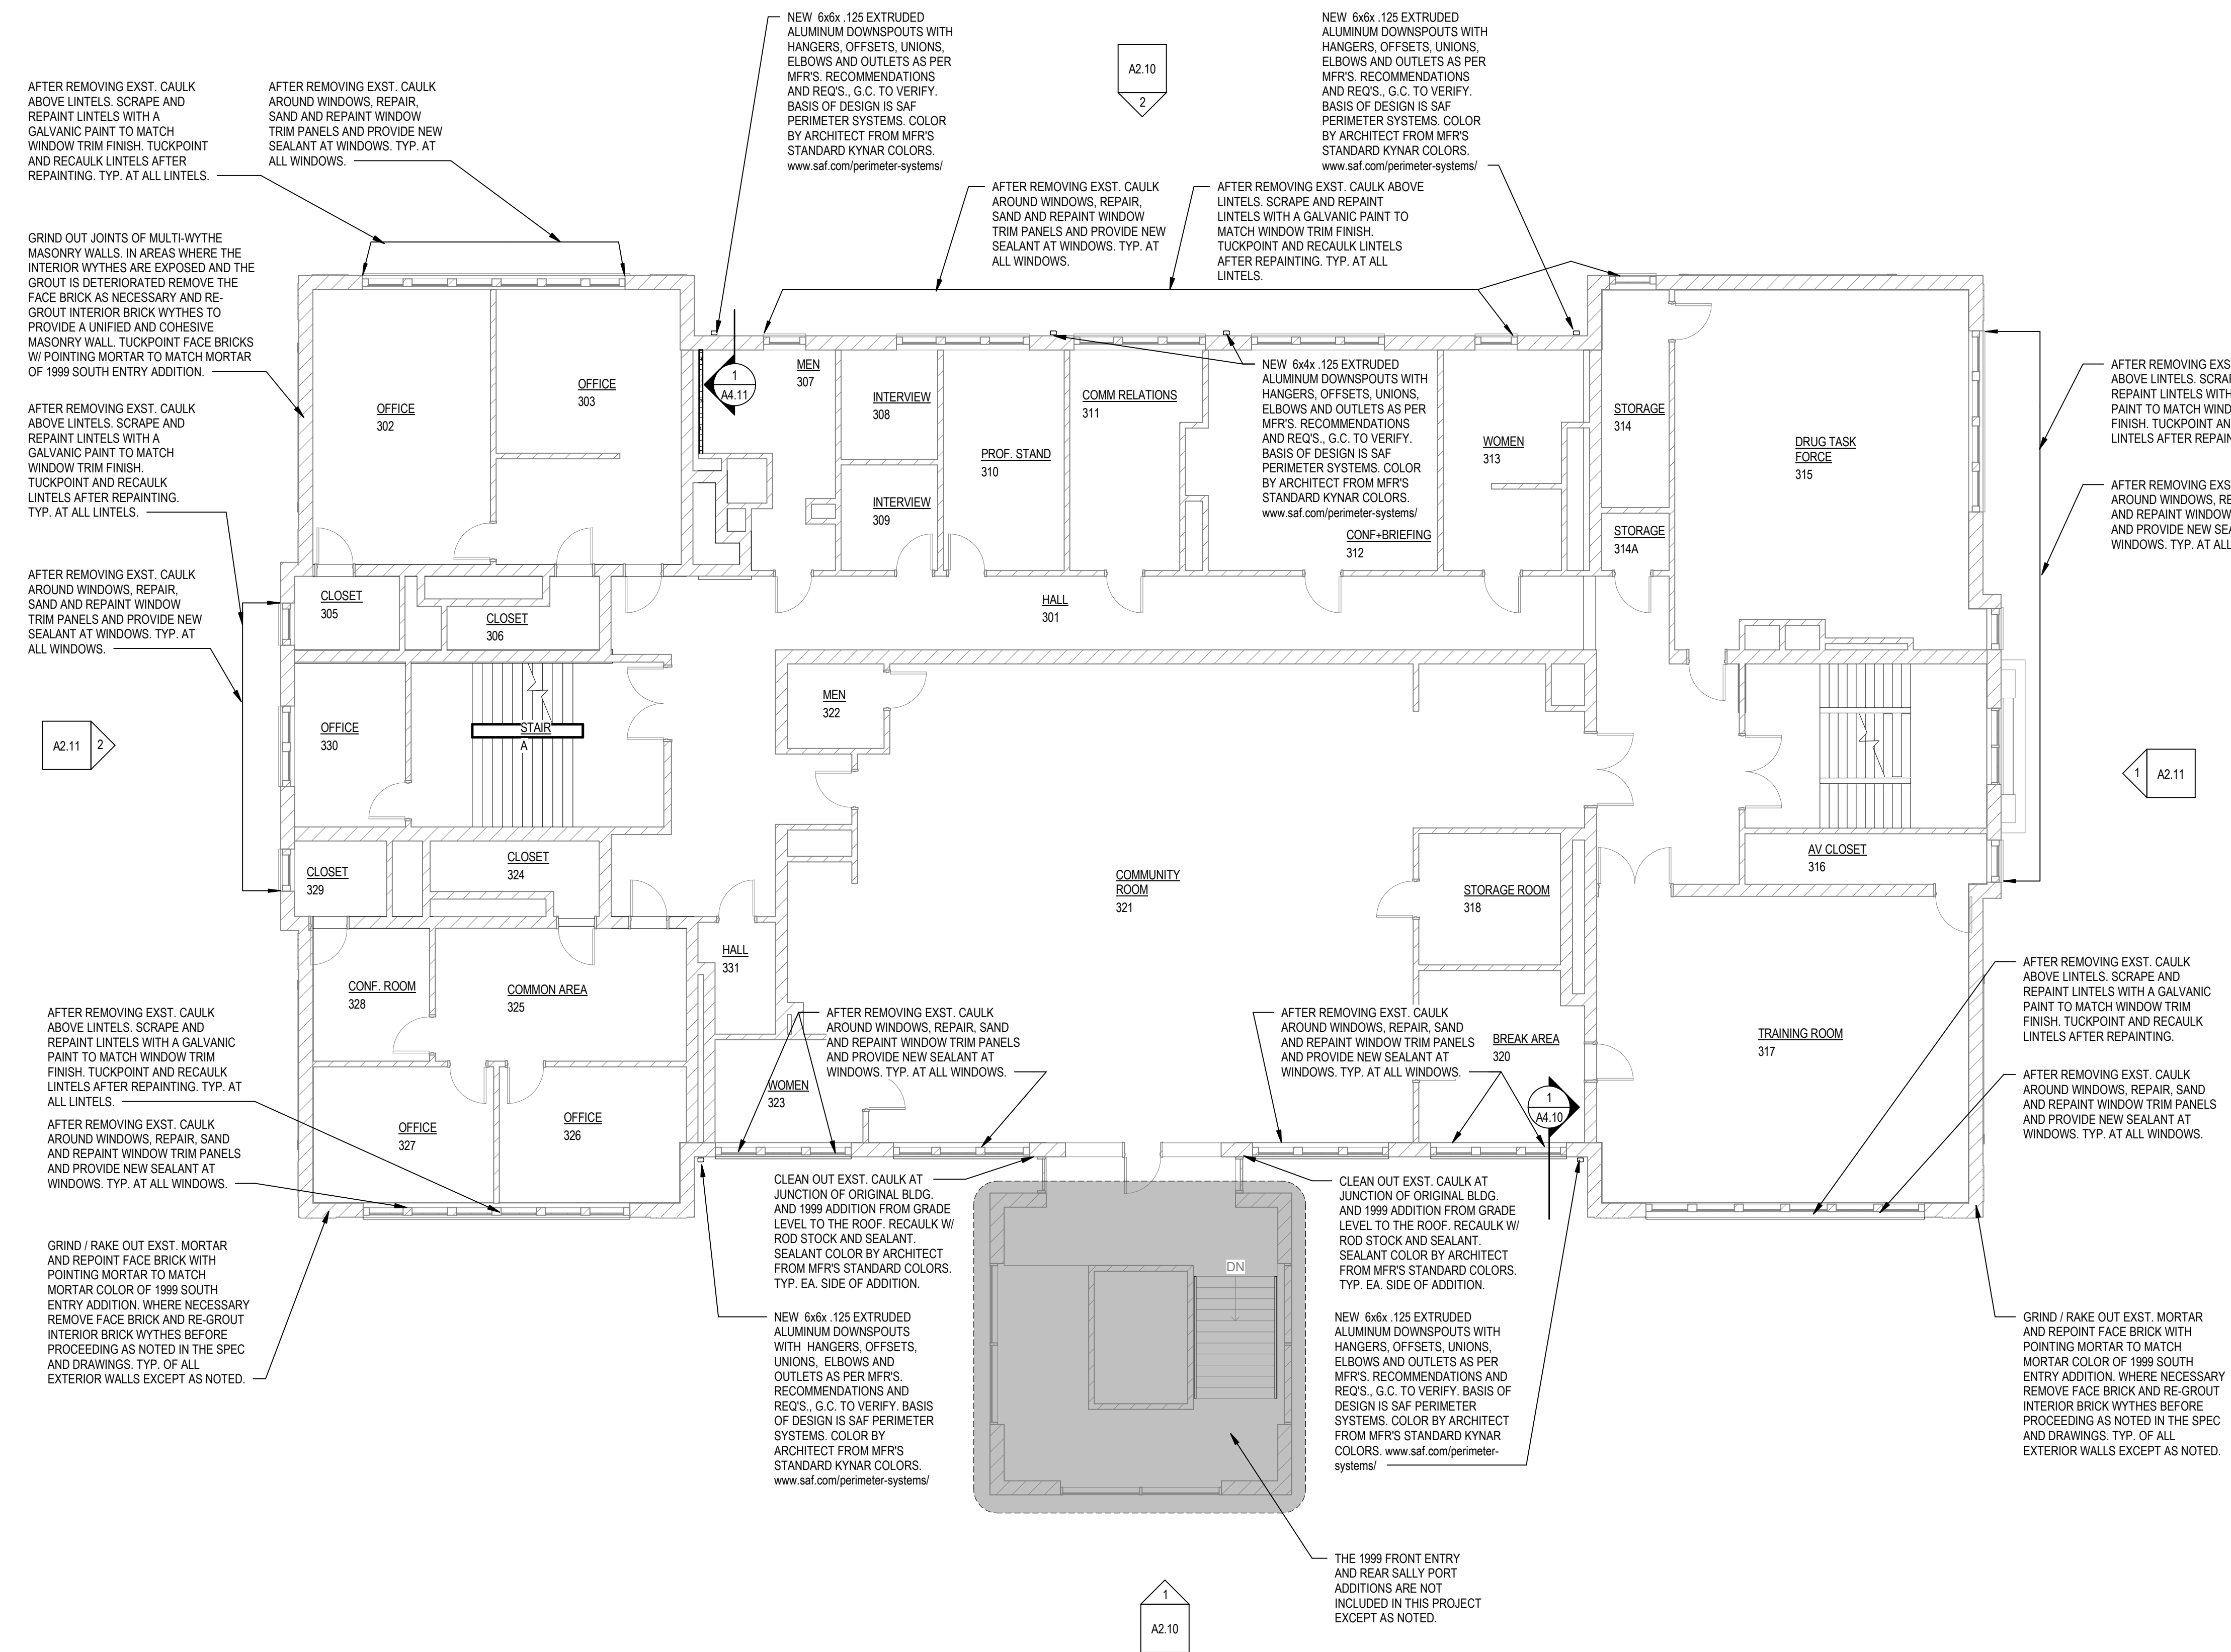 NEW 6x6x .125 EXTRUDED
ALUMINUM DOWNSPOUTS WITH
HANGERS, OFFSETS, UNIONS,
ELBOWS AND OUTLETS AS PER
MFR'S. RECOMMENDATIONS
AND REQ'S., G.C. TO VERIFY.
BASIS OF DESIGN IS SAF
PERIMETER SYSTEMS. COLOR
BY ARCHITECT FROM MFR'S
STANDARD KYNAR COLORS.
www.saf.com/perimeter-systems/
A2.10
2
NEW 6x6x .125 EXTRUDED
ALUMINUM DOWNSPOUTS WITH
HANGERS, OFFSETS, UNIONS,
ELBOWS AND OUTLETS AS PER
MFR'S. RECOMMENDATIONS
AND REQ'S., G.C. TO VERIFY.
BASIS OF DESIGN IS SAF
PERIMETER SYSTEMS. COLOR
BY ARCHITECT FROM MFR'S
STANDARD KYNAR COLORS.
www.saf.com/perimeter-systems/
AFTER REMOVING EXST. CAULK
ABOVE LINTELS. SCRAPE AND
REPAINT LINTELS WITH A
GALVANIC PAINT TO MATCH
WINDOW TRIM FINISH. TUCKPOINT
AND RECAULK LINTELS AFTER
REPAINTING. TYP. AT ALL LINTELS.
AFTER REMOVING EXST. CAULK
AROUND WINDOWS, REPAIR,
SAND AND REPAINT WINDOW
TRIM PANELS AND PROVIDE NEW
SEALANT AT WINDOWS. TYP. AT
ALL WINDOWS.
AFTER REMOVING EXST. CAULK
AROUND WINDOWS, REPAIR,
SAND AND REPAINT WINDOW
TRIM PANELS AND PROVIDE NEW
SEALANT AT WINDOWS. TYP. AT
ALL WINDOWS.
AFTER REMOVING EXST. CAULK ABOVE
LINTELS. SCRAPE AND REPAINT
LINTELS WITH A GALVANIC PAINT TO
MATCH WINDOW TRIM FINISH.
TUCKPOINT AND RECAULK LINTELS
AFTER REPAINTING. TYP. AT ALL
LINTELS.
GRIND OUT JOINTS OF MULTI-WYTHE
MASONRY WALLS. IN AREAS WHERE THE
INTERIOR WYTHES ARE EXPOSED AND THE
GROUT IS DETERIORATED REMOVE THE
FACE BRICK AS NECESSARY AND RE-
GROUT INTERIOR BRICK WYTHES TO
PROVIDE A UNIFIED AND COHESIVE
MASONRY WALL. TUCKPOINT FACE BRICKS
W/ POINTING MORTAR TO MATCH MORTAR
OF 1999 SOUTH ENTRY ADDITION.
AFTER REMOVING EXST. CAULK
ABOVE LINTELS. SCRAPE AND
REPAINT LINTELS WITH A
GALVANIC PAINT TO MATCH
WINDOW TRIM FINISH.
TUCKPOINT AND RECAULK
LINTELS AFTER REPAINTING.
TYP. AT ALL LINTELS.
AFTER REMOVING EXST. CAULK
AROUND WINDOWS, REPAIR,
SAND AND REPAINT WINDOW
TRIM PANELS AND PROVIDE NEW
SEALANT AT WINDOWS. TYP. AT
ALL WINDOWS.
OFFICE
302
OFFICE
303
1
A4.11
MEN
307
INTERVIEW
308
INTERVIEW
309
PROF. STAND
310
COMM RELATIONS
311
NEW 6x4x .125 EXTRUDED
ALUMINUM DOWNSPOUTS WITH
HANGERS, OFFSETS, UNIONS,
ELBOWS AND OUTLETS AS PER
MFR'S. RECOMMENDATIONS
AND REQ'S., G.C. TO VERIFY.
BASIS OF DESIGN IS SAF
PERIMETER SYSTEMS. COLOR
BY ARCHITECT FROM MFR'S
STANDARD KYNAR COLORS.
www.saf.com/perimeter-systems/
CONF+BRIEFING
312
WOMEN
313
STORAGE
314
STORAGE
314A
DRUG TASK
FORCE
315
AFTER REMOVING EXS
ABOVE LINTELS. SCRA
REPAINT LINTELS WITH
PAINT TO MATCH WIND
FINISH. TUCKPOINT AN
LINTELS AFTER REPAI
AFTER REMOVING EXS
AROUND WINDOWS, RE
AND REPAINT WINDOW
AND PROVIDE NEW SEA
WINDOWS. TYP. AT ALL
CLOSET
305
CLOSET
306
HALL
301
A2.11
2
OFFICE
330
STAIR
A
MEN
322
1
A2.11
CLOSET
329
CLOSET
324
COMMUNITY
ROOM
321
STORAGE ROOM
318
AV CLOSET
316
HALL
331
CONF. ROOM
328
COMMON AREA
325
AFTER REMOVING EXST. CAULK
AROUND WINDOWS, REPAIR, SAND
AND REPAINT WINDOW TRIM PANELS
AND PROVIDE NEW SEALANT AT
WINDOWS. TYP. AT ALL WINDOWS.
AFTER REMOVING EXST. CAULK
AROUND WINDOWS, REPAIR, SAND
AND REPAINT WINDOW TRIM PANELS
AND PROVIDE NEW SEALANT AT
WINDOWS. TYP. AT ALL WINDOWS.
BREAK AREA
320
TRAINING ROOM
317
AFTER REMOVING EXST. CAULK
ABOVE LINTELS. SCRAPE AND
REPAINT LINTELS WITH A GALVANIC
PAINT TO MATCH WINDOW TRIM
FINISH. TUCKPOINT AND RECAULK
LINTELS AFTER REPAINTING.
AFTER REMOVING EXST. CAULK
AROUND WINDOWS, REPAIR, SAND
AND REPAINT WINDOW TRIM PANELS
AND PROVIDE NEW SEALANT AT
WINDOWS. TYP. AT ALL WINDOWS.
AFTER REMOVING EXST. CAULK
ABOVE LINTELS. SCRAPE AND
REPAINT LINTELS WITH A GALVANIC
PAINT TO MATCH WINDOW TRIM
FINISH. TUCKPOINT AND RECAULK
LINTELS AFTER REPAINTING. TYP. AT
ALL LINTELS.
AFTER REMOVING EXST. CAULK
AROUND WINDOWS, REPAIR, SAND
AND REPAINT WINDOW TRIM PANELS
AND PROVIDE NEW SEALANT AT
WINDOWS. TYP. AT ALL WINDOWS.
OFFICE
327
OFFICE
326
WOMEN
323
1
A4.10
CLEAN OUT EXST. CAULK AT
JUNCTION OF ORIGINAL BLDG.
AND 1999 ADDITION FROM GRADE
LEVEL TO THE ROOF. RECAULK W/
ROD STOCK AND SEALANT.
SEALANT COLOR BY ARCHITECT
FROM MFR'S STANDARD COLORS.
TYP. EA. SIDE OF ADDITION.
CLEAN OUT EXST. CAULK AT
JUNCTION OF ORIGINAL BLDG.
AND 1999 ADDITION FROM GRADE
LEVEL TO THE ROOF. RECAULK W/
ROD STOCK AND SEALANT.
SEALANT COLOR BY ARCHITECT
FROM MFR'S STANDARD COLORS.
TYP. EA. SIDE OF ADDITION.
DN
GRIND / RAKE OUT EXST. MORTAR
AND REPOINT FACE BRICK WITH
POINTING MORTAR TO MATCH
MORTAR COLOR OF 1999 SOUTH
ENTRY ADDITION. WHERE NECESSARY
REMOVE FACE BRICK AND RE-GROUT
INTERIOR BRICK WYTHES BEFORE
PROCEEDING AS NOTED IN THE SPEC
AND DRAWINGS. TYP. OF ALL
EXTERIOR WALLS EXCEPT AS NOTED.
NEW 6x6x .125 EXTRUDED
ALUMINUM DOWNSPOUTS
WITH HANGERS, OFFSETS,
UNIONS, ELBOWS AND
OUTLETS AS PER MFR'S.
RECOMMENDATIONS AND
REQ'S., G.C. TO VERIFY. BASIS
OF DESIGN IS SAF PERIMETER
SYSTEMS. COLOR BY
ARCHITECT FROM MFR'S
STANDARD KYNAR COLORS.
www.saf.com/perimeter-systems/
NEW 6x6x .125 EXTRUDED
ALUMINUM DOWNSPOUTS WITH
HANGERS, OFFSETS, UNIONS,
ELBOWS AND OUTLETS AS PER
MFR'S. RECOMMENDATIONS AND
REQ'S., G.C. TO VERIFY. BASIS OF
DESIGN IS SAF PERIMETER
SYSTEMS. COLOR BY ARCHITECT
FROM MFR'S STANDARD KYNAR
COLORS. www.saf.com/perimeter-
systems/
GRIND / RAKE OUT EXST. MORTAR
AND REPOINT FACE BRICK WITH
POINTING MORTAR TO MATCH
MORTAR COLOR OF 1999 SOUTH
ENTRY ADDITION. WHERE NECESSARY
REMOVE FACE BRICK AND RE-GROUT
INTERIOR BRICK WYTHES BEFORE
PROCEEDING AS NOTED IN THE SPEC
AND DRAWINGS. TYP. OF ALL
EXTERIOR WALLS EXCEPT AS NOTED.
THE 1999 FRONT ENTRY
AND REAR SALLY PORT
ADDITIONS ARE NOT
INCLUDED IN THIS PROJECT
EXCEPT AS NOTED.
1
A2.10